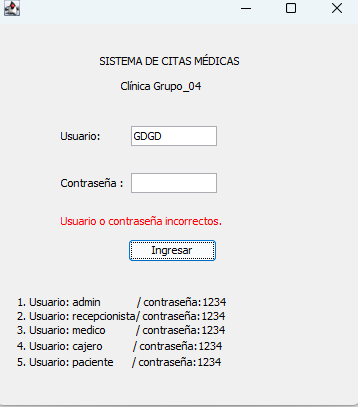 SISTEMA DE CITAS MÉDICAS
Clínica Grupo_04
Usuario: GDGD
Contraseña :
Usuario o contraseña incorrectos.
Ingresar
1. Usuario: admin / contraseña:1234
2. Usuario: recepcionista/ contraseña:1234
3. Usuario: medico / contraseña:1234
4. Usuario: cajero / contraseña:1234
5. Usuario: paciente / contraseña:1234